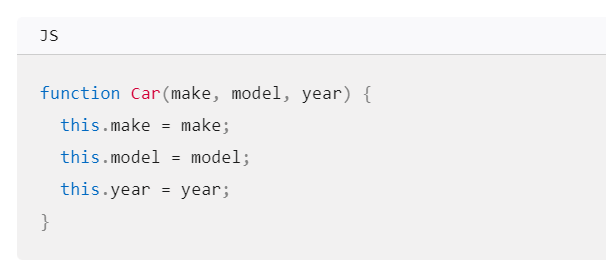 JS
function Car(make, model, year) {
  this.make = make;
  this.model = model;
  this.year = year;
}